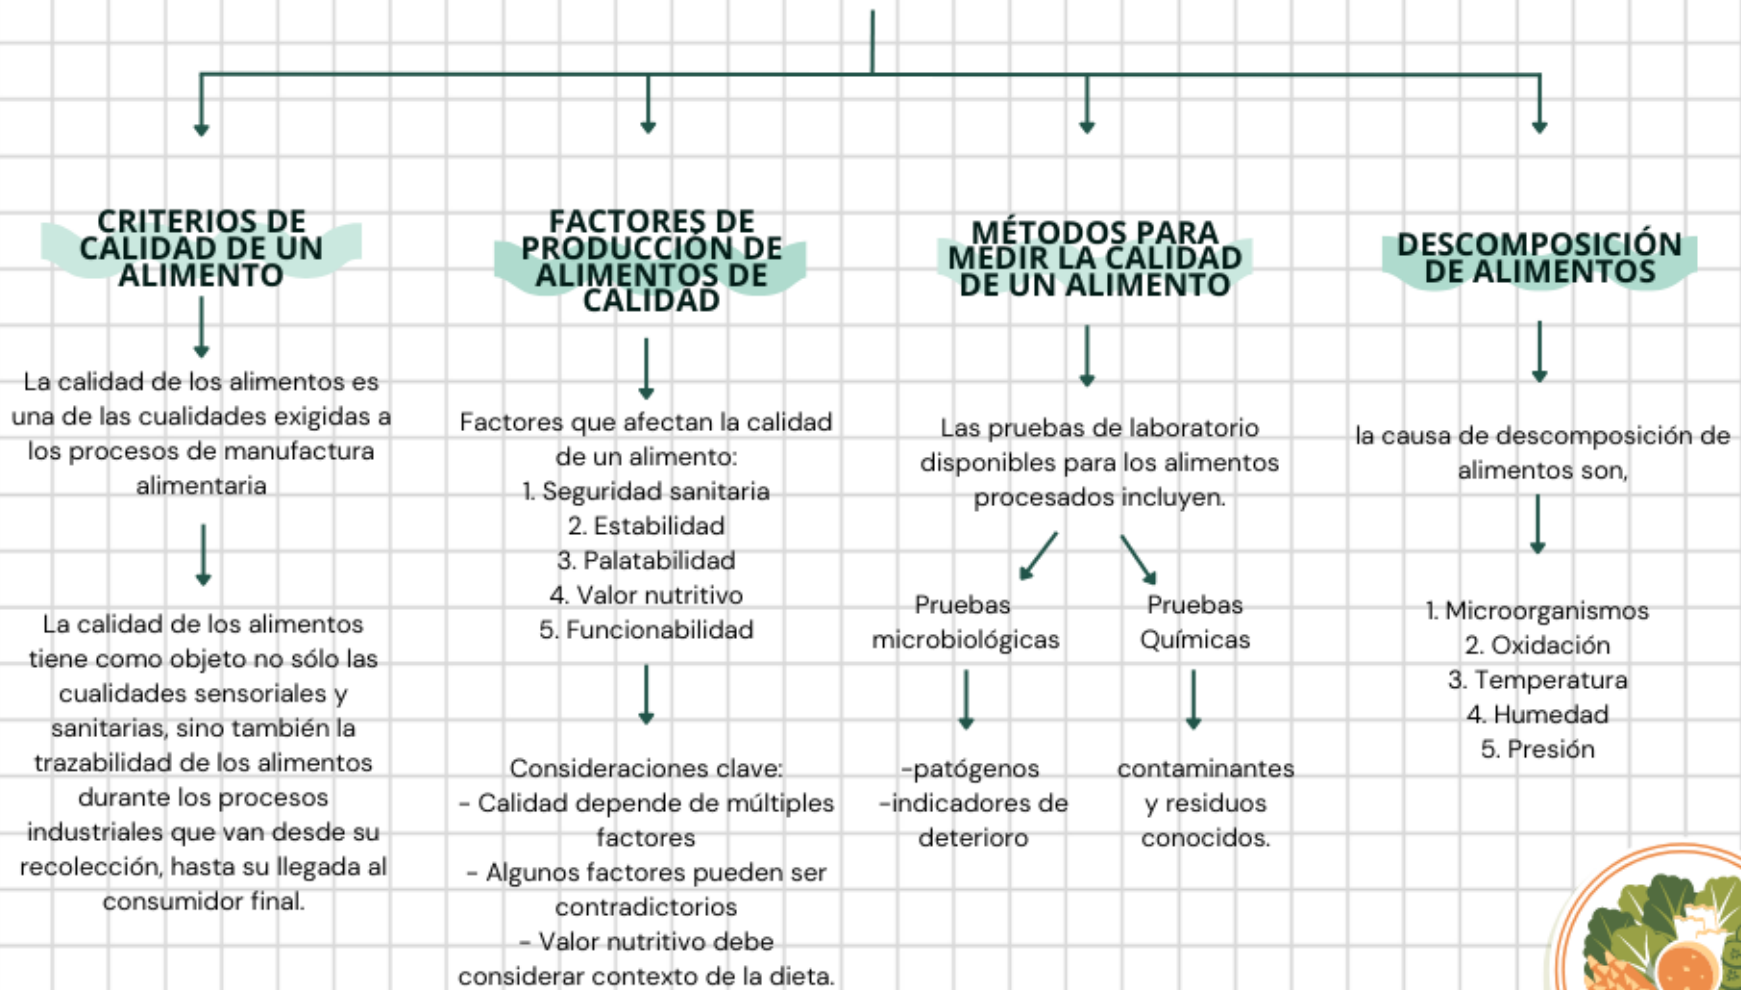 CRITERIOS DE
CALIDAD DE UN
ALIMENTO
La calidad de los alimentos es
una de las cualidades exigidas a
los procesos de manufactura
alimentaria
La calidad de los alimentos
tiene como objeto no sólo las
cualidades sensoriales y
sanitarias, sino también la
trazabilidad de los alimentos
durante los procesos
industriales que van desde su
recolección, hasta su llegada al
consumidor final.
FACTORES DE
PRODUCCIÓN DE
ALIMENTOS DE
CALIDAD
Factores que afectan la calidad
de un alimento:
1. Seguridad sanitaria
2. Estabilidad
3. Palatabilidad
4. Valor nutritivo
5. Funcionabilidad
Consideraciones clave:
- Calidad depende de múltiples
factores
- Algunos factores pueden ser
contradictorios
- Valor nutritivo debe
considerar contexto de la dieta.
MÉTODOS PARA
MEDIR LA CALIDAD
DE UN ALIMENTO
Las pruebas de laboratorio
disponibles para los alimentos
procesados incluyen.
Pruebas
microbiológicas
-patógenos
-indicadores de
deterioro
Pruebas
Químicas
contaminantes
y residuos
conocidos.
DESCOMPOSICIÓN
DE ALIMENTOS
la causa de descomposición de
alimentos son,
1. Microorganismos
2. Oxidación
3. Temperatura
4. Humedad
5. Presión